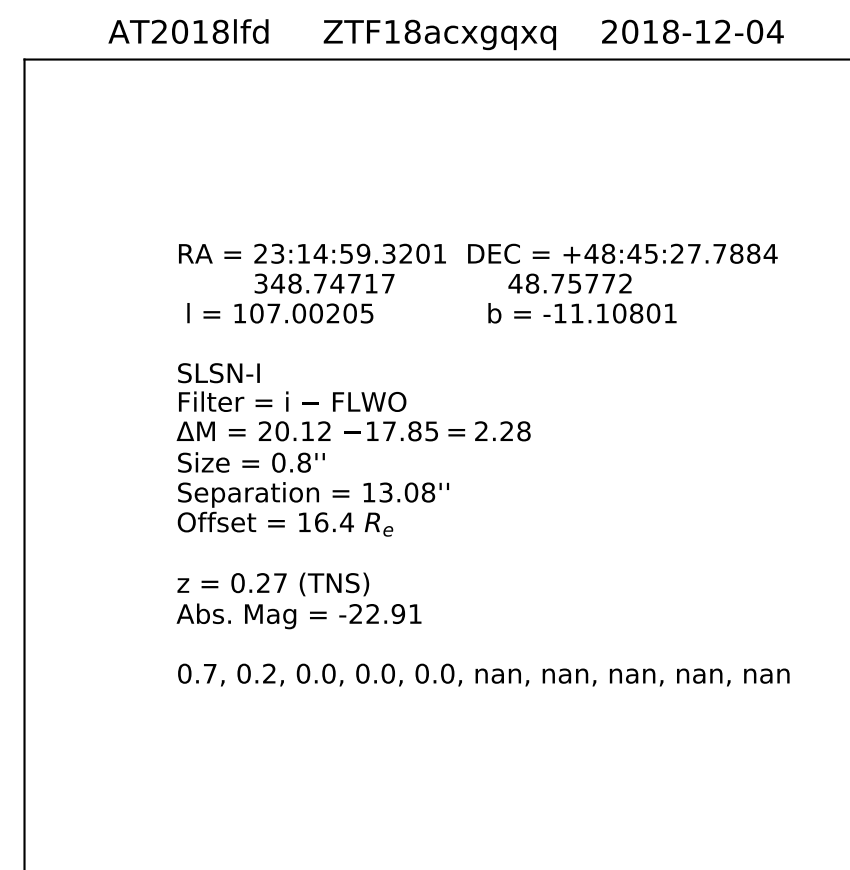 AT2018lfd ZTF18acxgqxq 2018-12-04
RA = 23:14:59.3201 DEC = +48:45:27.7884
348.74717 48.75772
l = 107.00205 b = -11.10801
SLSN-I
Filter = i − FLWO
ΔM = 20.12 −17.85 = 2.28
Size = 0.8''
Separation = 13.08''
Offset = 16.4 Re
z = 0.27 (TNS)
Abs. Mag = -22.91
0.7, 0.2, 0.0, 0.0, 0.0, nan, nan, nan, nan, nan